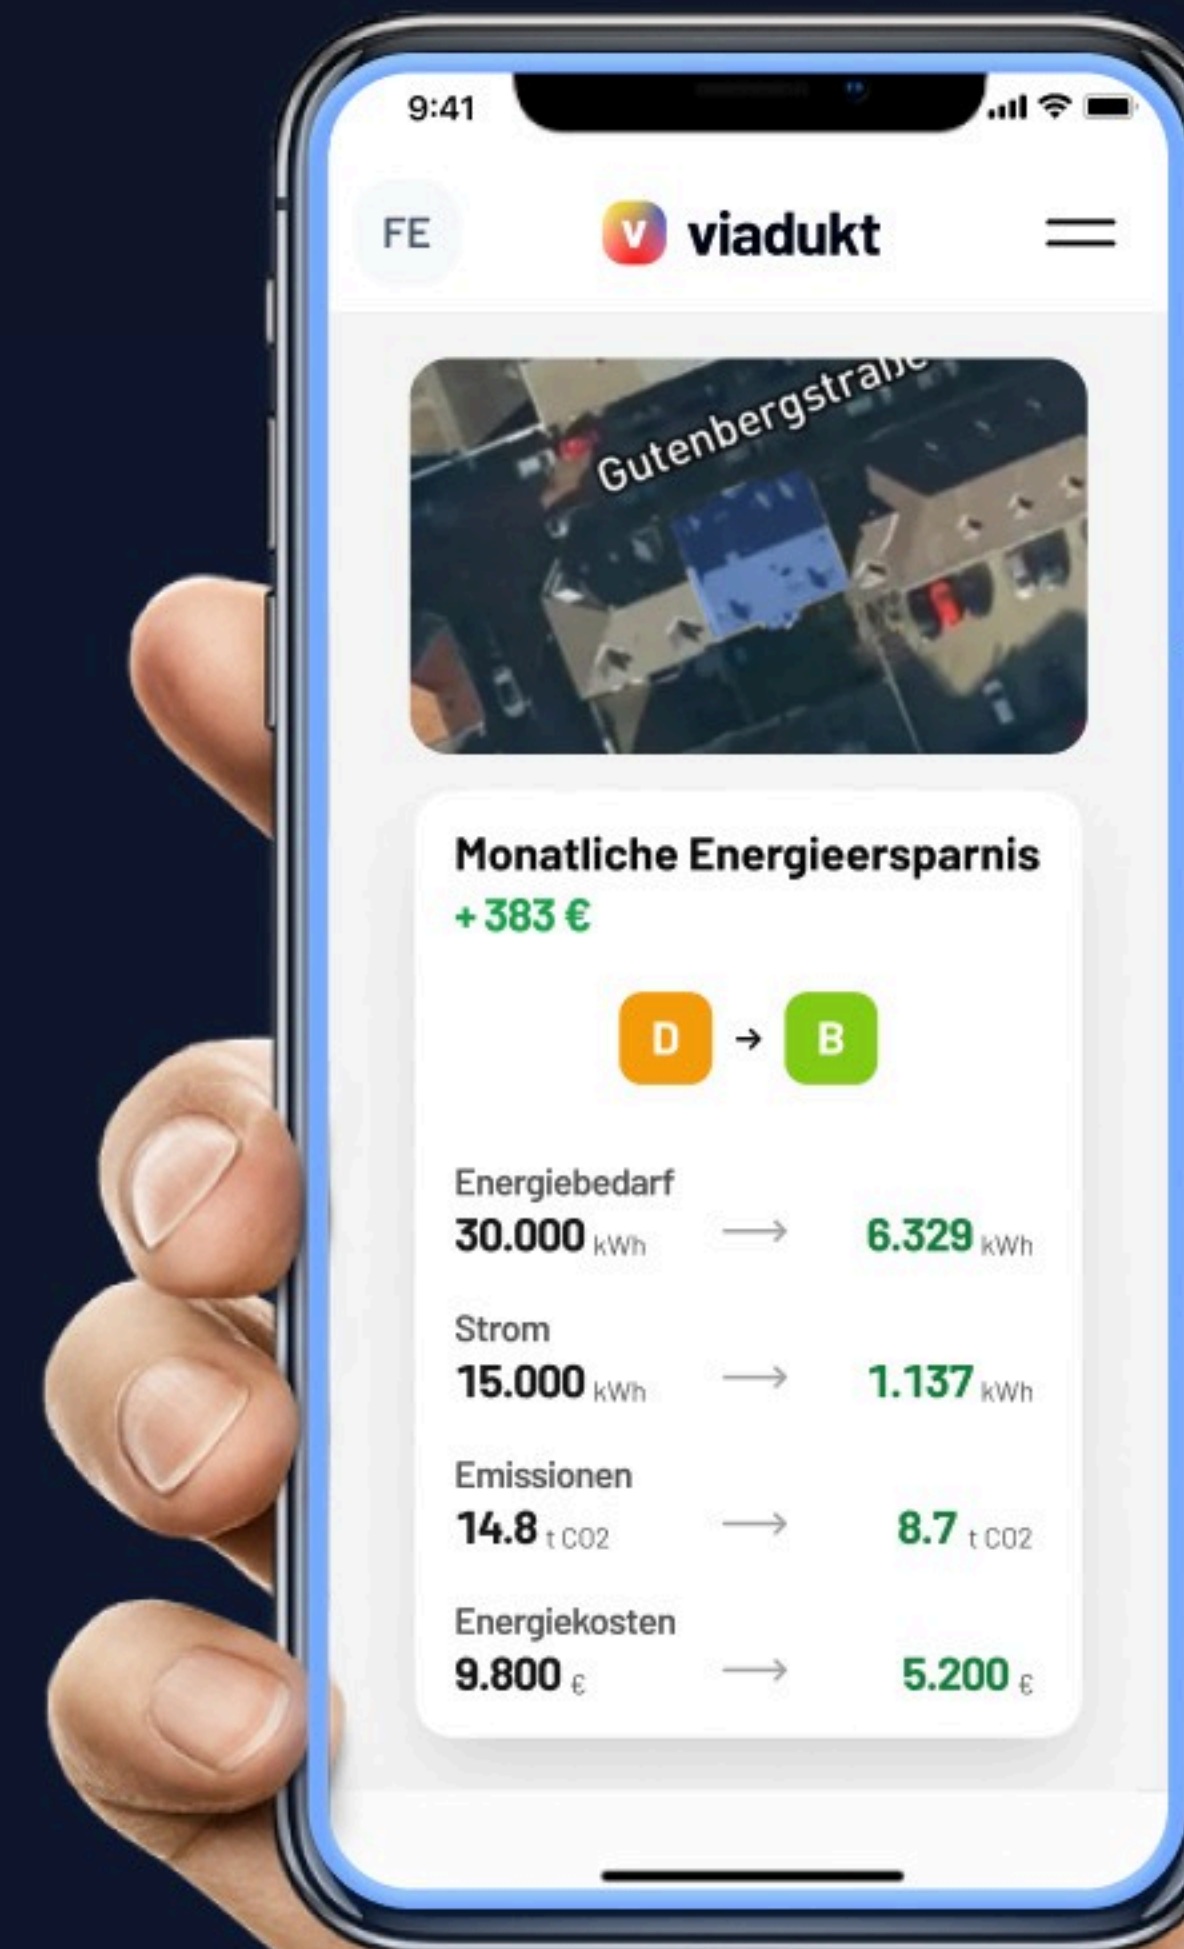 9:41
FE
v viadukt
Gutenbergstraße
Monatliche Energieersparnis
+ 383 €
D → B
Energiebedarf
30.000 kWh → 6.329 kWh
Strom
15.000 kWh → 1.137 kWh
Emissionen
14.8 t CO2 → 8.7 t CO2
Energiekosten
9.800 € → 5.200 €